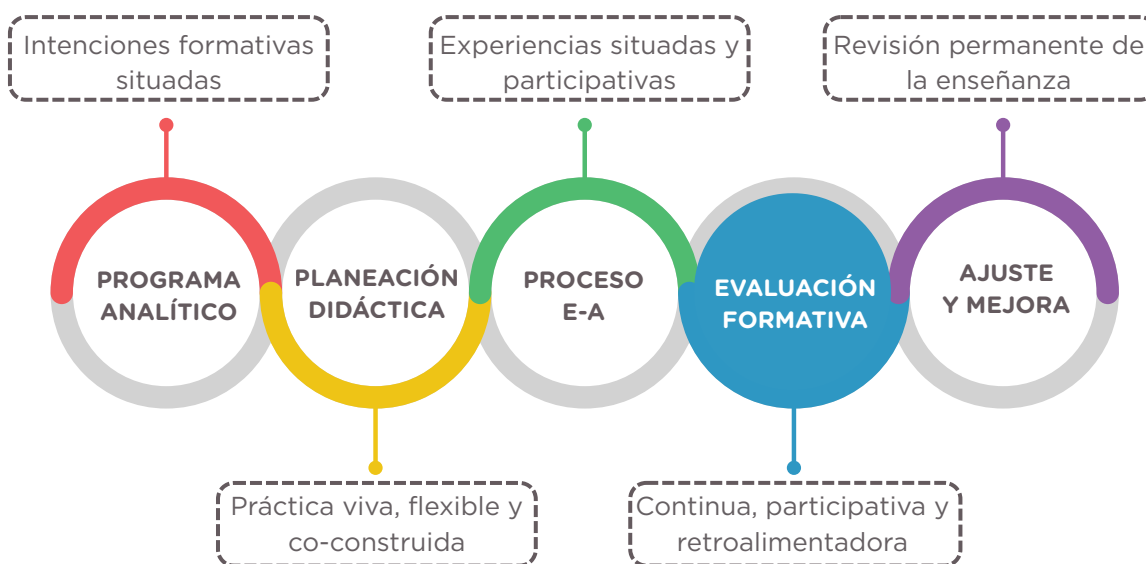 Intenciones formativas
situadas
Experiencias situadas y
participativas
Revisión permanente de
la enseñanza
PROGRAMA
ANALÍTICO
PLANEACIÓN
DIDÁCTICA
PROCESO
E-A
EVALUACIÓN
FORMATIVA
AJUSTE
Y MEJORA
Práctica viva, flexible y
co-construida
Continua, participativa y
retroalimentadora